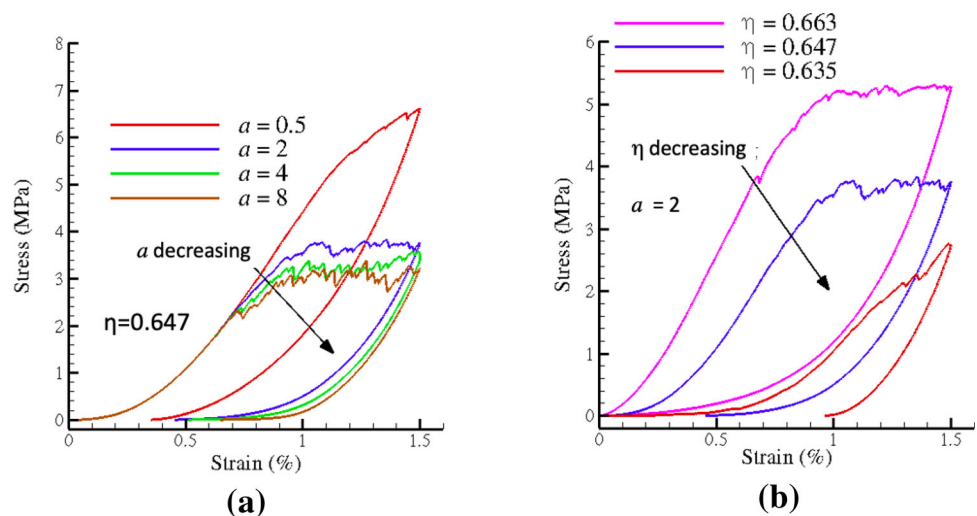 8
7
6
5
4
3
2
1
0
Stress (MPa)
a = 0.5
a = 2
a = 4
a = 8
a decreasing
η=0.647
0
0.5
1
1.5
Strain (%)
(a)
η = 0.663
η = 0.647
η = 0.635
6
5
4
3
2
1
0
Stress (MPa)
η decreasing
a = 2
0
0.5
1
1.5
Strain (%)
(b)